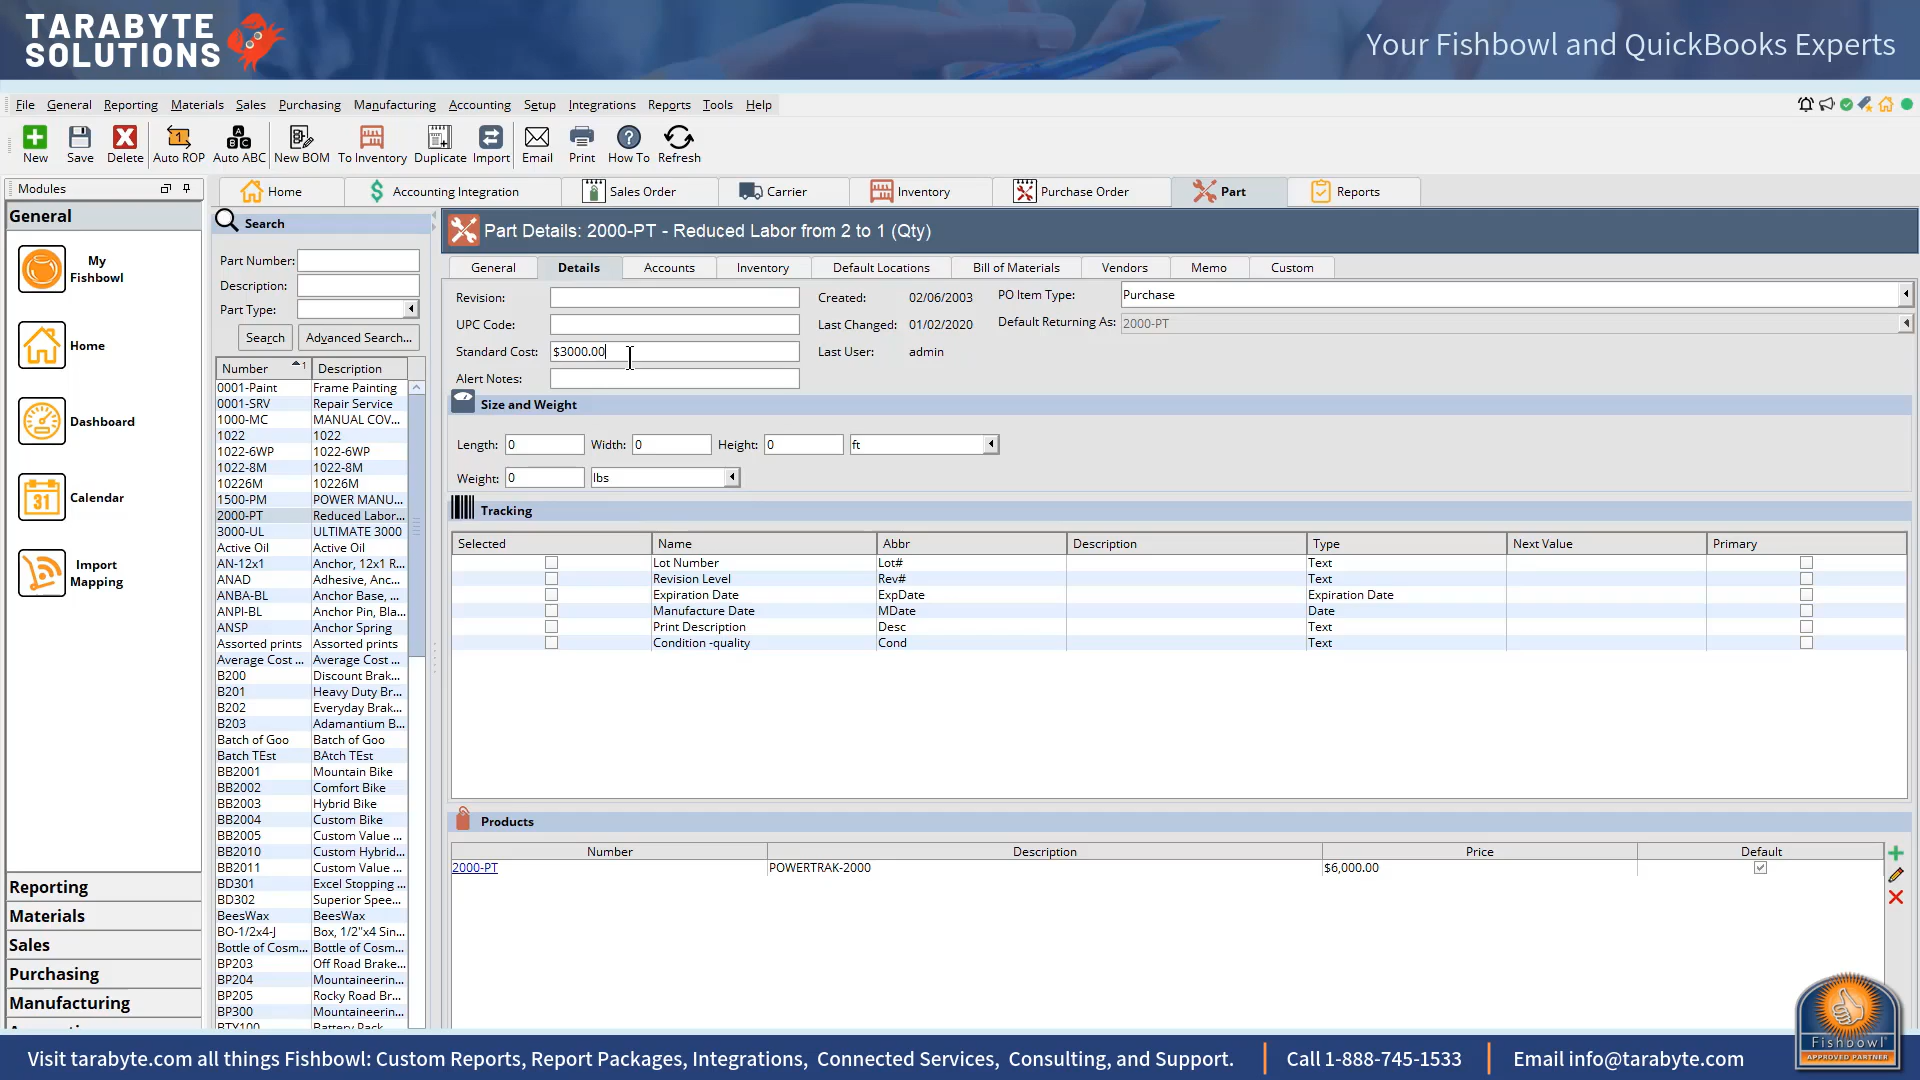 TARABYTE
SOLUTIONS
Your Fishbowl and QuickBooks Experts
File General Reporting Materials Sales Purchasing Manufacturing Accounting Setup Integrations Reports Tools Help
New Save Delete Auto ROP Auto ABC New BOM To Inventory Duplicate Import Email Print How To Refresh
Modules
Home Accounting Integration Sales Order Carrier Inventory Purchase Order Part Reports
General
My Fishbowl
Home
Dashboard
31
Calendar
Import Mapping
Reporting
Materials
Sales
Purchasing
Manufacturing
Search
Part Number:
Description:
Part Type:
Search Advanced Search...
Number 1 Description
0001-Paint Frame Painting
0001-SRV Repair Service
1000-MC MANUAL COV...
1022 1022
1022-6WP 1022-6WP
1022-8M 1022-8M
10226M 10226M
1500-PM POWER MANU...
2000-PT Reduced Labor...
3000-UL ULTIMATE 3000
Active Oil Active Oil
AN-12x1 Anchor, 12x1 R...
ANAD Adhesive, Anc...
ANBA-BL Anchor Base, ...
ANPI-BL Anchor Pin, Bla...
ANSP Anchor Spring
Assorted prints Assorted prints
Average Cost ... Average Cost ...
B200 Discount Brak...
B201 Heavy Duty Br...
B202 Everyday Brak...
B203 Adamantium B...
Batch of Goo Batch of Goo
Batch TEst BAtch TEst
BB2001 Mountain Bike
BB2002 Comfort Bike
BB2003 Hybrid Bike
BB2004 Custom Bike
BB2005 Custom Value ...
BB2010 Custom Hybrid...
BB2011 Custom Value ...
BD301 Excel Stopping ...
BD302 Superior Spee...
BeesWax BeesWax
BO-1/2x4-J Box, 1/2"x4 Sin...
Bottle of Cosm... Bottle of Cosm...
BP203 Off Road Brake...
BP204 Mountaineerin...
BP205 Rocky Road Br...
BP300 Mountaineerin...
BTY100 Battery Pack
Part Details: 2000-PT - Reduced Labor from 2 to 1 (Qty)
General Details Accounts Inventory Default Locations Bill of Materials Vendors Memo Custom
Revision: Created: 02/06/2003 PO Item Type: Purchase
UPC Code: Last Changed: 01/02/2020 Default Returning As: 2000-PT
Standard Cost: $3000.00 Last User: admin
Alert Notes:
Size and Weight
Length: 0 Width: 0 Height: 0 ft
Weight: 0 lbs
Tracking
Selected Name Abbr Description Type Next Value Primary
Lot Number Lot# Text
Revision Level Rev# Text
Expiration Date ExpDate Expiration Date
Manufacture Date MDate Date
Print Description Desc Text
Condition -quality Cond Text
Products
Number Description Price Default
2000-PT POWERTRAK-2000 $6,000.00
Fishbowl
APPROVED PARTNER
Visit tarabyte.com all things Fishbowl: Custom Reports, Report Packages, Integrations, Connected Services, Consulting, and Support. Call 1-888-745-1533 Email info@tarabyte.com